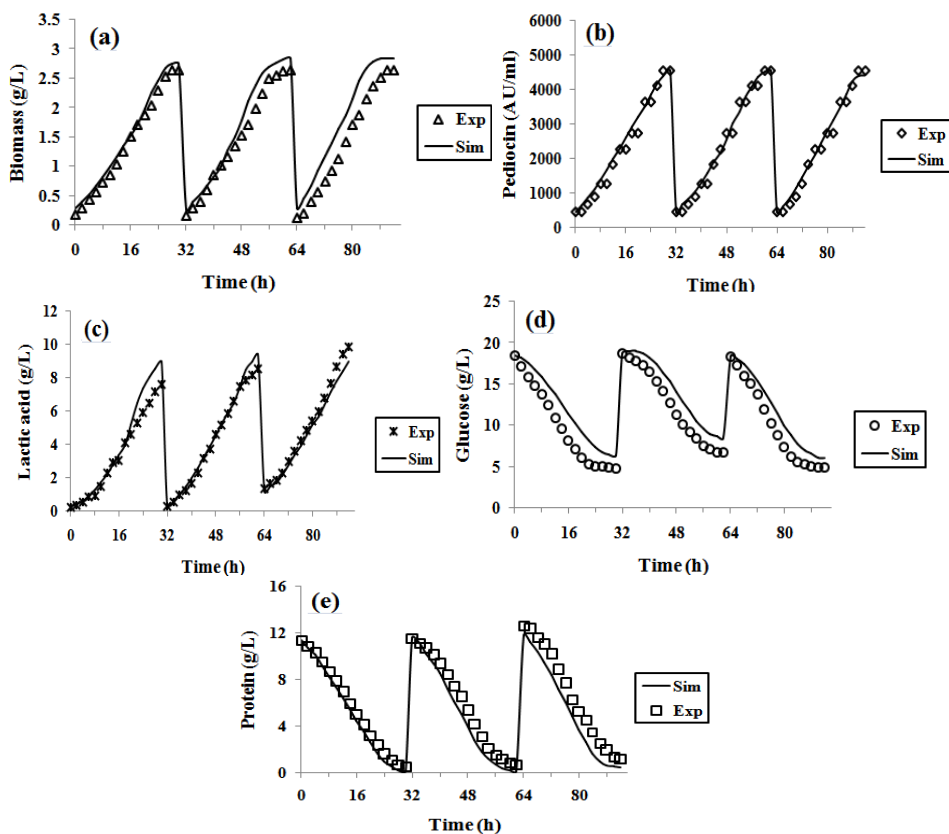 (a)
Biomass (g/L)
3.5
3
2.5
2
1.5
1
0.5
0
0 16 32 48 64 80
Time (h)
Exp
Sim
(b)
Pediocin (AU/ml)
6000
5000
4000
3000
2000
1000
0
0 16 32 48 64 80
Time (h)
Exp
Sim
(c)
Lactic acid (g/L)
12
10
8
6
4
2
0
0 16 32 48 64 80
Time (h)
Exp
Sim
(d)
Glucose (g/L)
25
20
15
10
5
0
0 16 32 48 64 80
Time (h)
Exp
Sim
(e)
Protein (g/L)
16
12
8
4
0
0 16 32 48 64 80
Time (h)
Sim
Exp